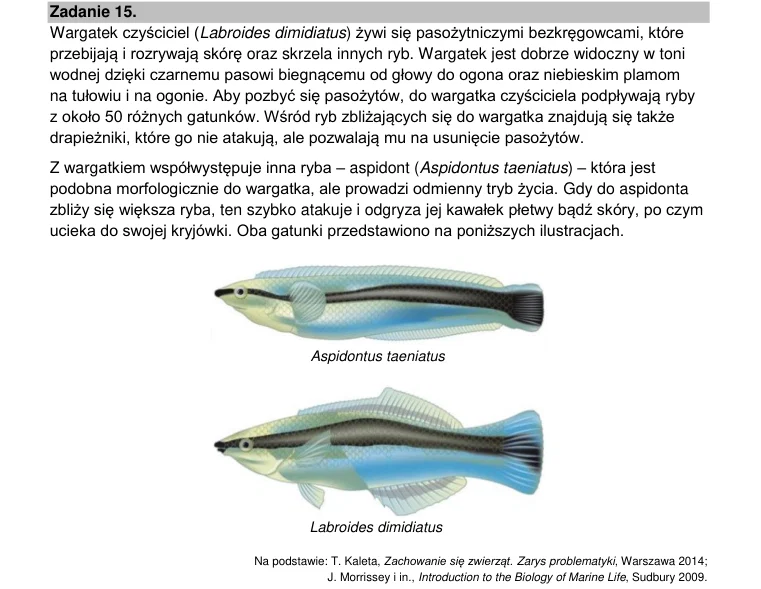 Zadanie 15.
Wargatek czyściciel (Labroides dimidiatus) żywi się pasożytniczymi bezkręgowcami, które
przebijają i rozrywają skórę oraz skrzela innych ryb. Wargatek jest dobrze widoczny w toni
wodnej dzięki czarnemu pasowi biegnącemu od głowy do ogona oraz niebieskim plamom
na tułowiu i na ogonie. Aby pozbyć się pasożytów, do wargatka czyściciela podpływają ryby
z około 50 różnych gatunków. Wśród ryb zbliżających się do wargatka znajdują się także
drapieżniki, które go nie atakują, ale pozwalają mu na usunięcie pasożytów.
Z wargatkiem współwystępuje inna ryba – aspidont (Aspidontus taeniatus) – która jest
podobna morfologicznie do wargatka, ale prowadzi odmienny tryb życia. Gdy do aspidonta
zbliży się większa ryba, ten szybko atakuje i odgryza jej kawałek płetwy bądź skóry, po czym
ucieka do swojej kryjówki. Oba gatunki przedstawiono na poniższych ilustracjach.
Aspidontus taeniatus
Labroides dimidiatus
Na podstawie: T. Kaleta, Zachowanie się zwierząt. Zarys problematyki, Warszawa 2014;
J. Morrissey i in., Introduction to the Biology of Marine Life, Sudbury 2009.